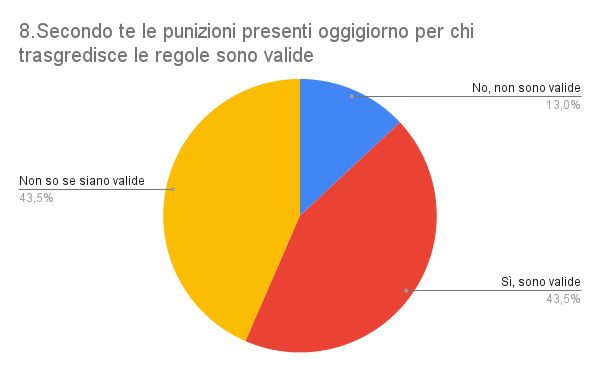 8.Secondo te le punizioni presenti oggigiorno per chi
trasgredisce le regole sono valide
No, non sono valide
13,0%
Non so se siano valide
43,5%
Sì, sono valide
43,5%